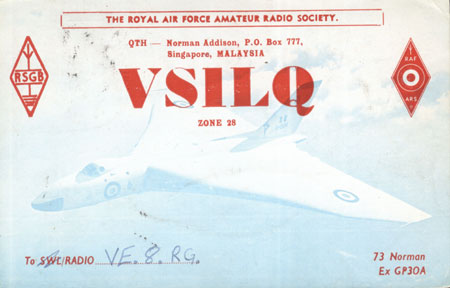 THE ROYAL AIR FORCE AMATEUR RADIO SOCIETY.
QTH — Norman Addison, P.O. Box 777,
Singapore, MALAYSIA
RSGB
VS1LQ
RAF
ARS
ZONE 28
To SWL/RADIO VE.8.RG.
73 Norman
Ex GP3OA